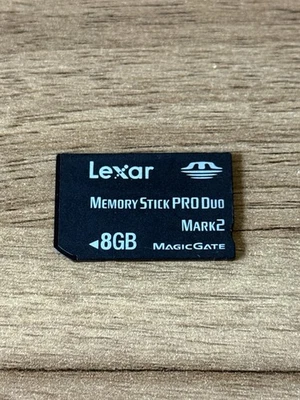 Lexar
MEMORY STICK PRO DUO
MARK2
◄8GB MAGICGATE